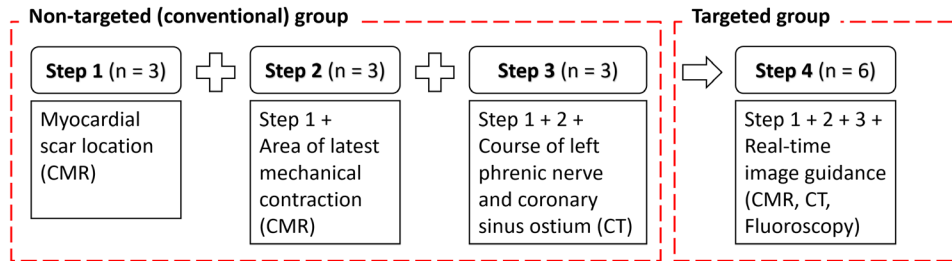 Non-targeted (conventional) group
Targeted group
Step 1 (n = 3)
Step 2 (n = 3)
Step 3 (n = 3)
Step 4 (n = 6)
Myocardial
scar location
(CMR)
Step 1 +
Area of latest
mechanical
contraction
(CMR)
Step 1 + 2 +
Course of left
phrenic nerve
and coronary
sinus ostium (CT)
Step 1 + 2 + 3 +
Real-time
image guidance
(CMR, CT,
Fluoroscopy)